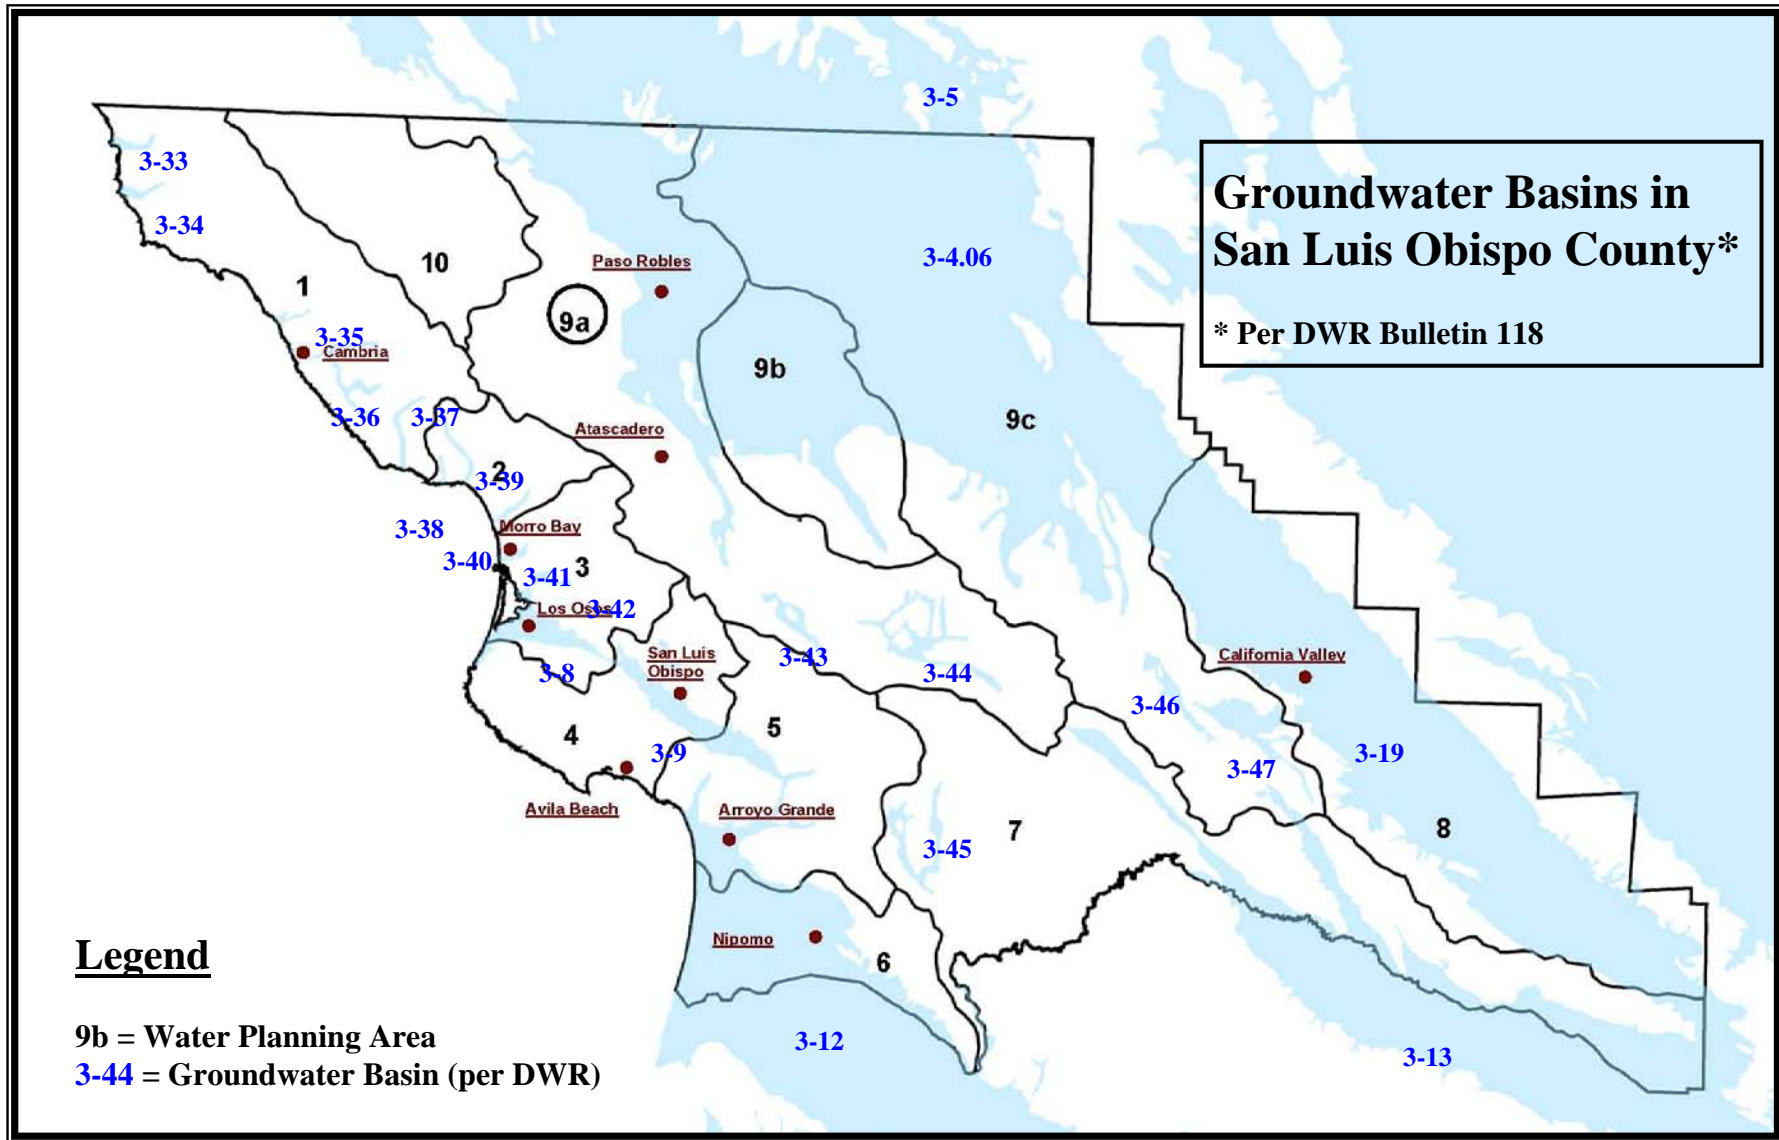 3-5
3-33
Groundwater Basins in
San Luis Obispo County*
* Per DWR Bulletin 118
3-34
3-4.06
10
Paso Robles
1
9a
3-35
Cambria
9b
3-36
3-37
9c
Atascadero
2
3-39
3-38
Morro Bay
3-40
3-41
3
Los Osos
3-42
San Luis
Obispo
3-8
3-43
3-44
California Valley
3-46
4
5
3-9
3-47
3-19
Avila Beach
Arroyo Grande
7
8
3-45
Nipomo
6
Legend
9b = Water Planning Area
3-44 = Groundwater Basin (per DWR)
3-12
3-13